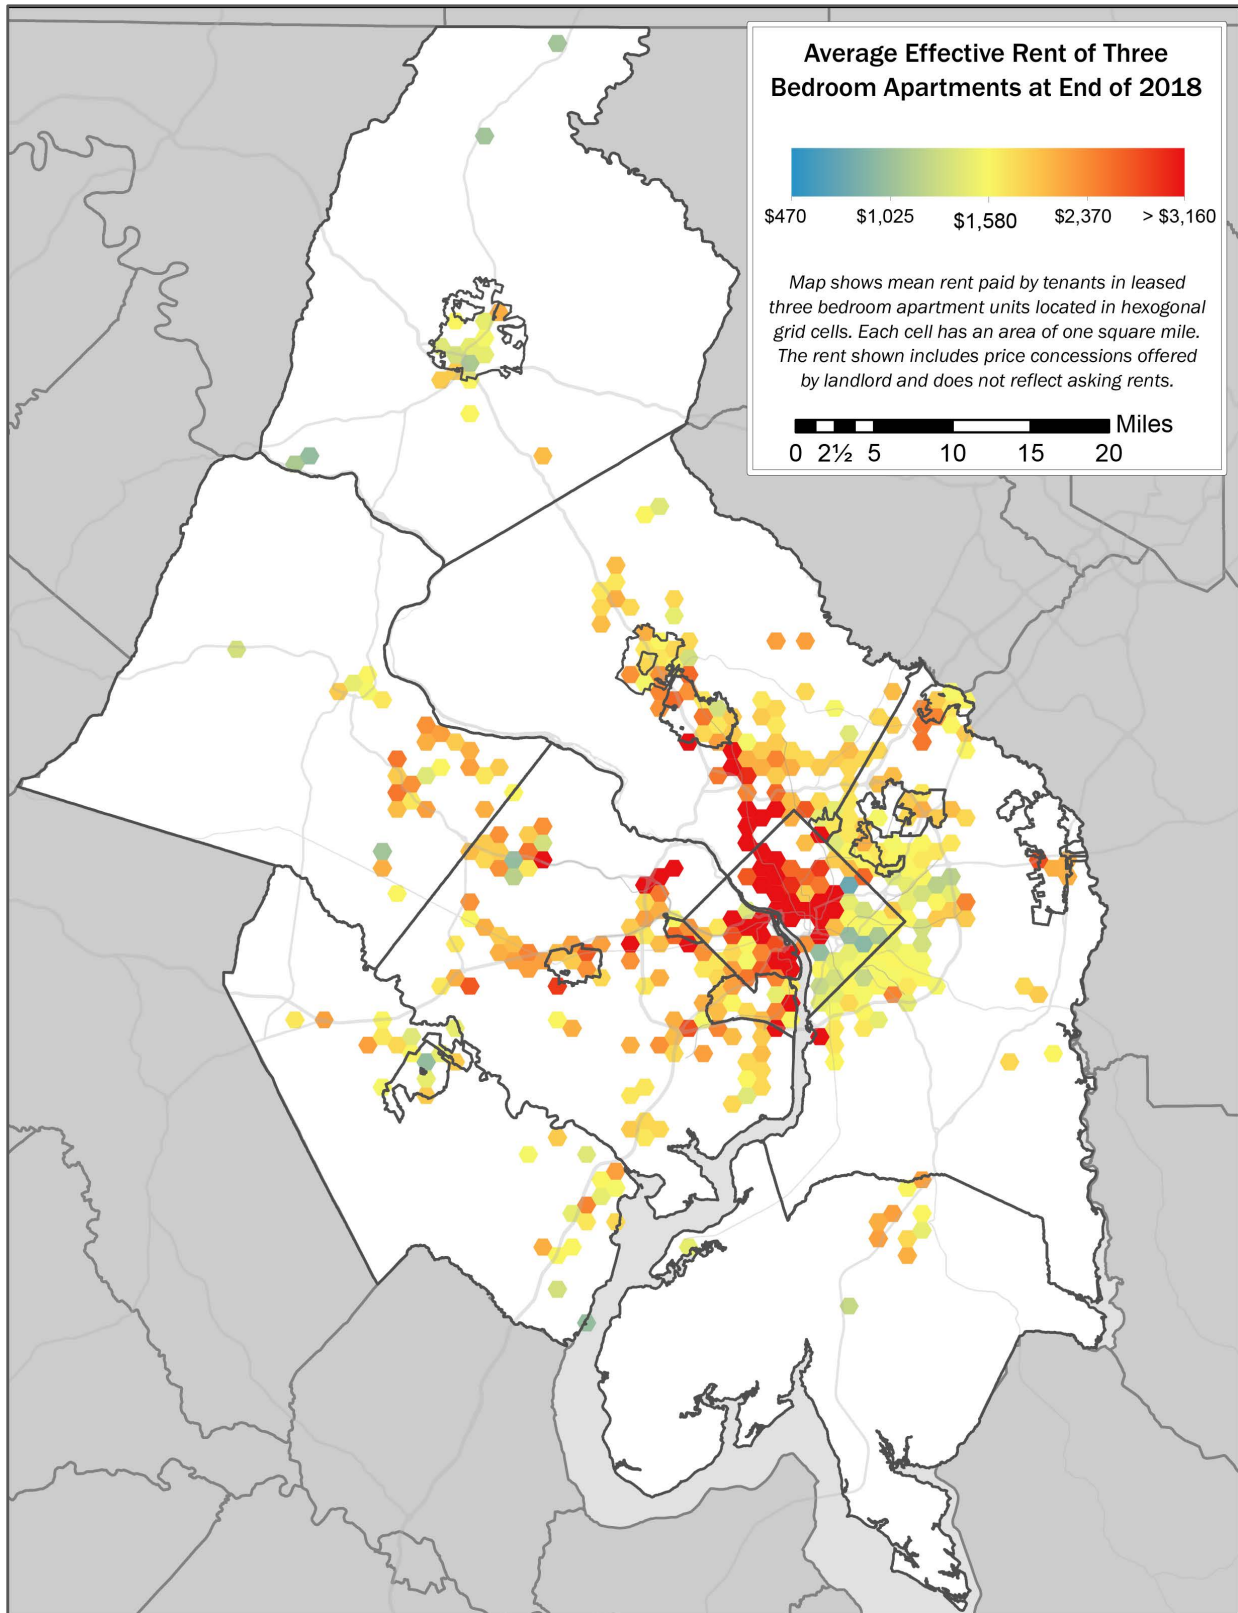 Average Effective Rent of Three
Bedroom Apartments at End of 2018
$470 $1,025 $1,580 $2,370 > $3,160
Map shows mean rent paid by tenants in leased
three bedroom apartment units located in hexogonal
grid cells. Each cell has an area of one square mile.
The rent shown includes price concessions offered
by landlord and does not reflect asking rents.
Miles
0 2½ 5 10 15 20